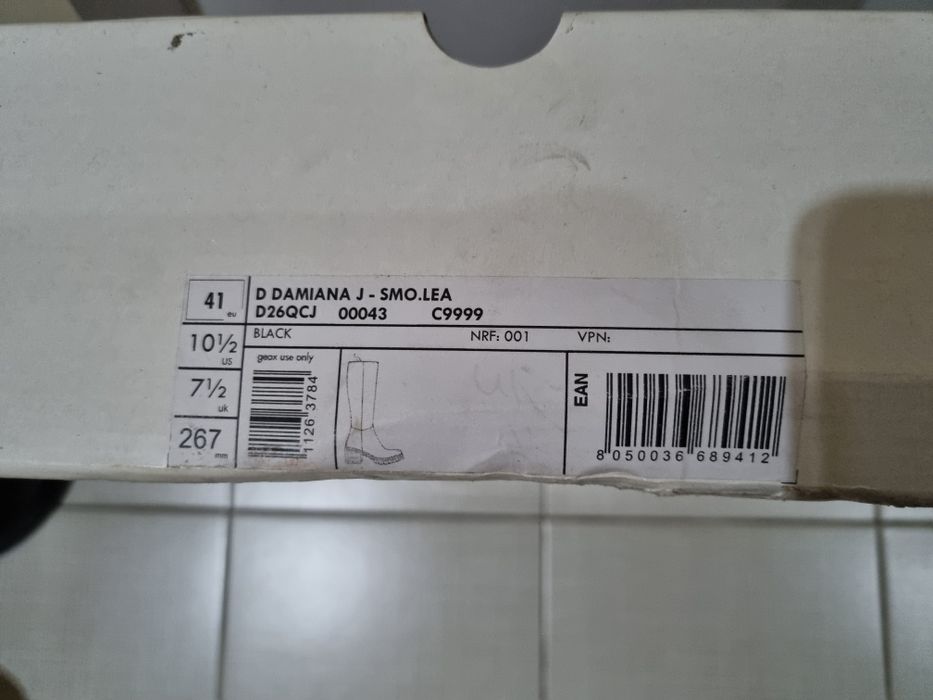 41 eu
10½ US
7½ uk
267 mm
D DAMIANA J - SMO.LEA
D26QCJ 00043 C9999
BLACK NRF: 001 VPN:
geox use only
1126 3784
EAN
8 050036 689412